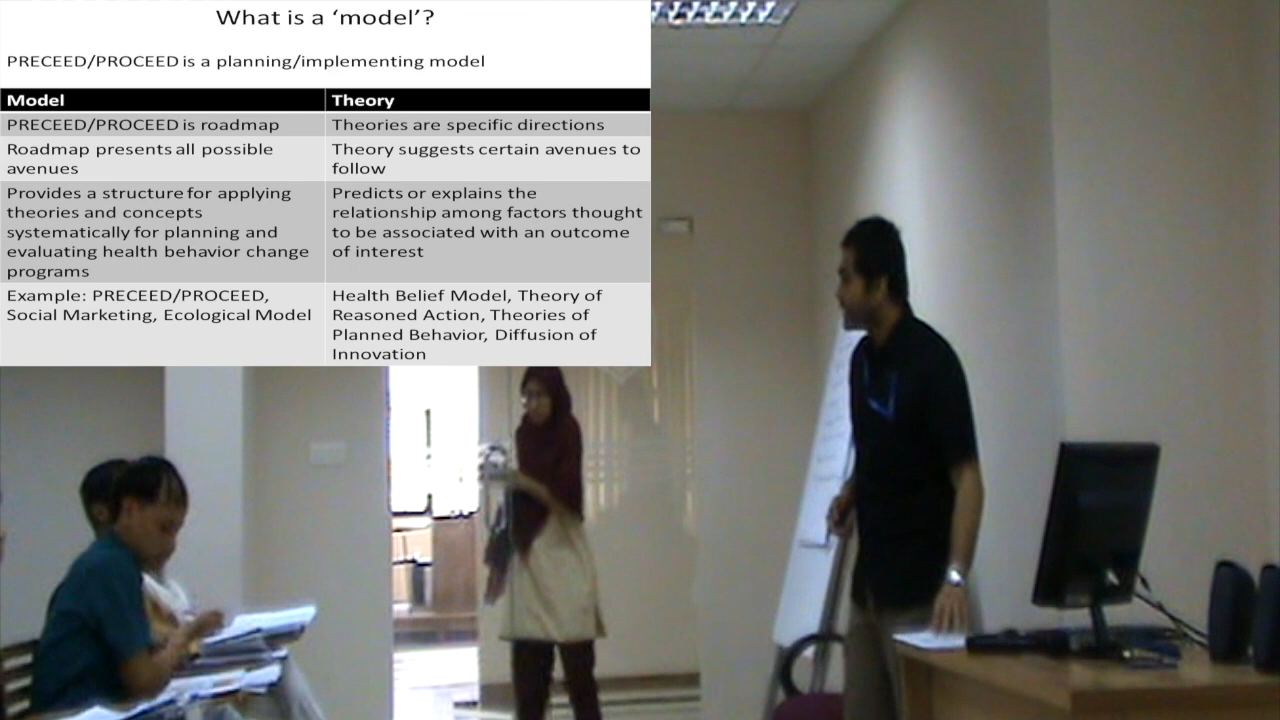 What is a ‘model’?
PRECEED/PROCEED is a planning/implementing model
Model
Theory
PRECEED/PROCEED is roadmap
Theories are specific directions
Roadmap presents all possible
avenues
Theory suggests certain avenues to
follow
Provides a structure for applying
theories and concepts
systematically for planning and
evaluating health behavior change
programs
Predicts or explains the
relationship among factors thought
to be associated with an outcome
of interest
Example: PRECEED/PROCEED,
Social Marketing, Ecological Model
Health Belief Model, Theory of
Reasoned Action, Theories of
Planned Behavior, Diffusion of
Innovation